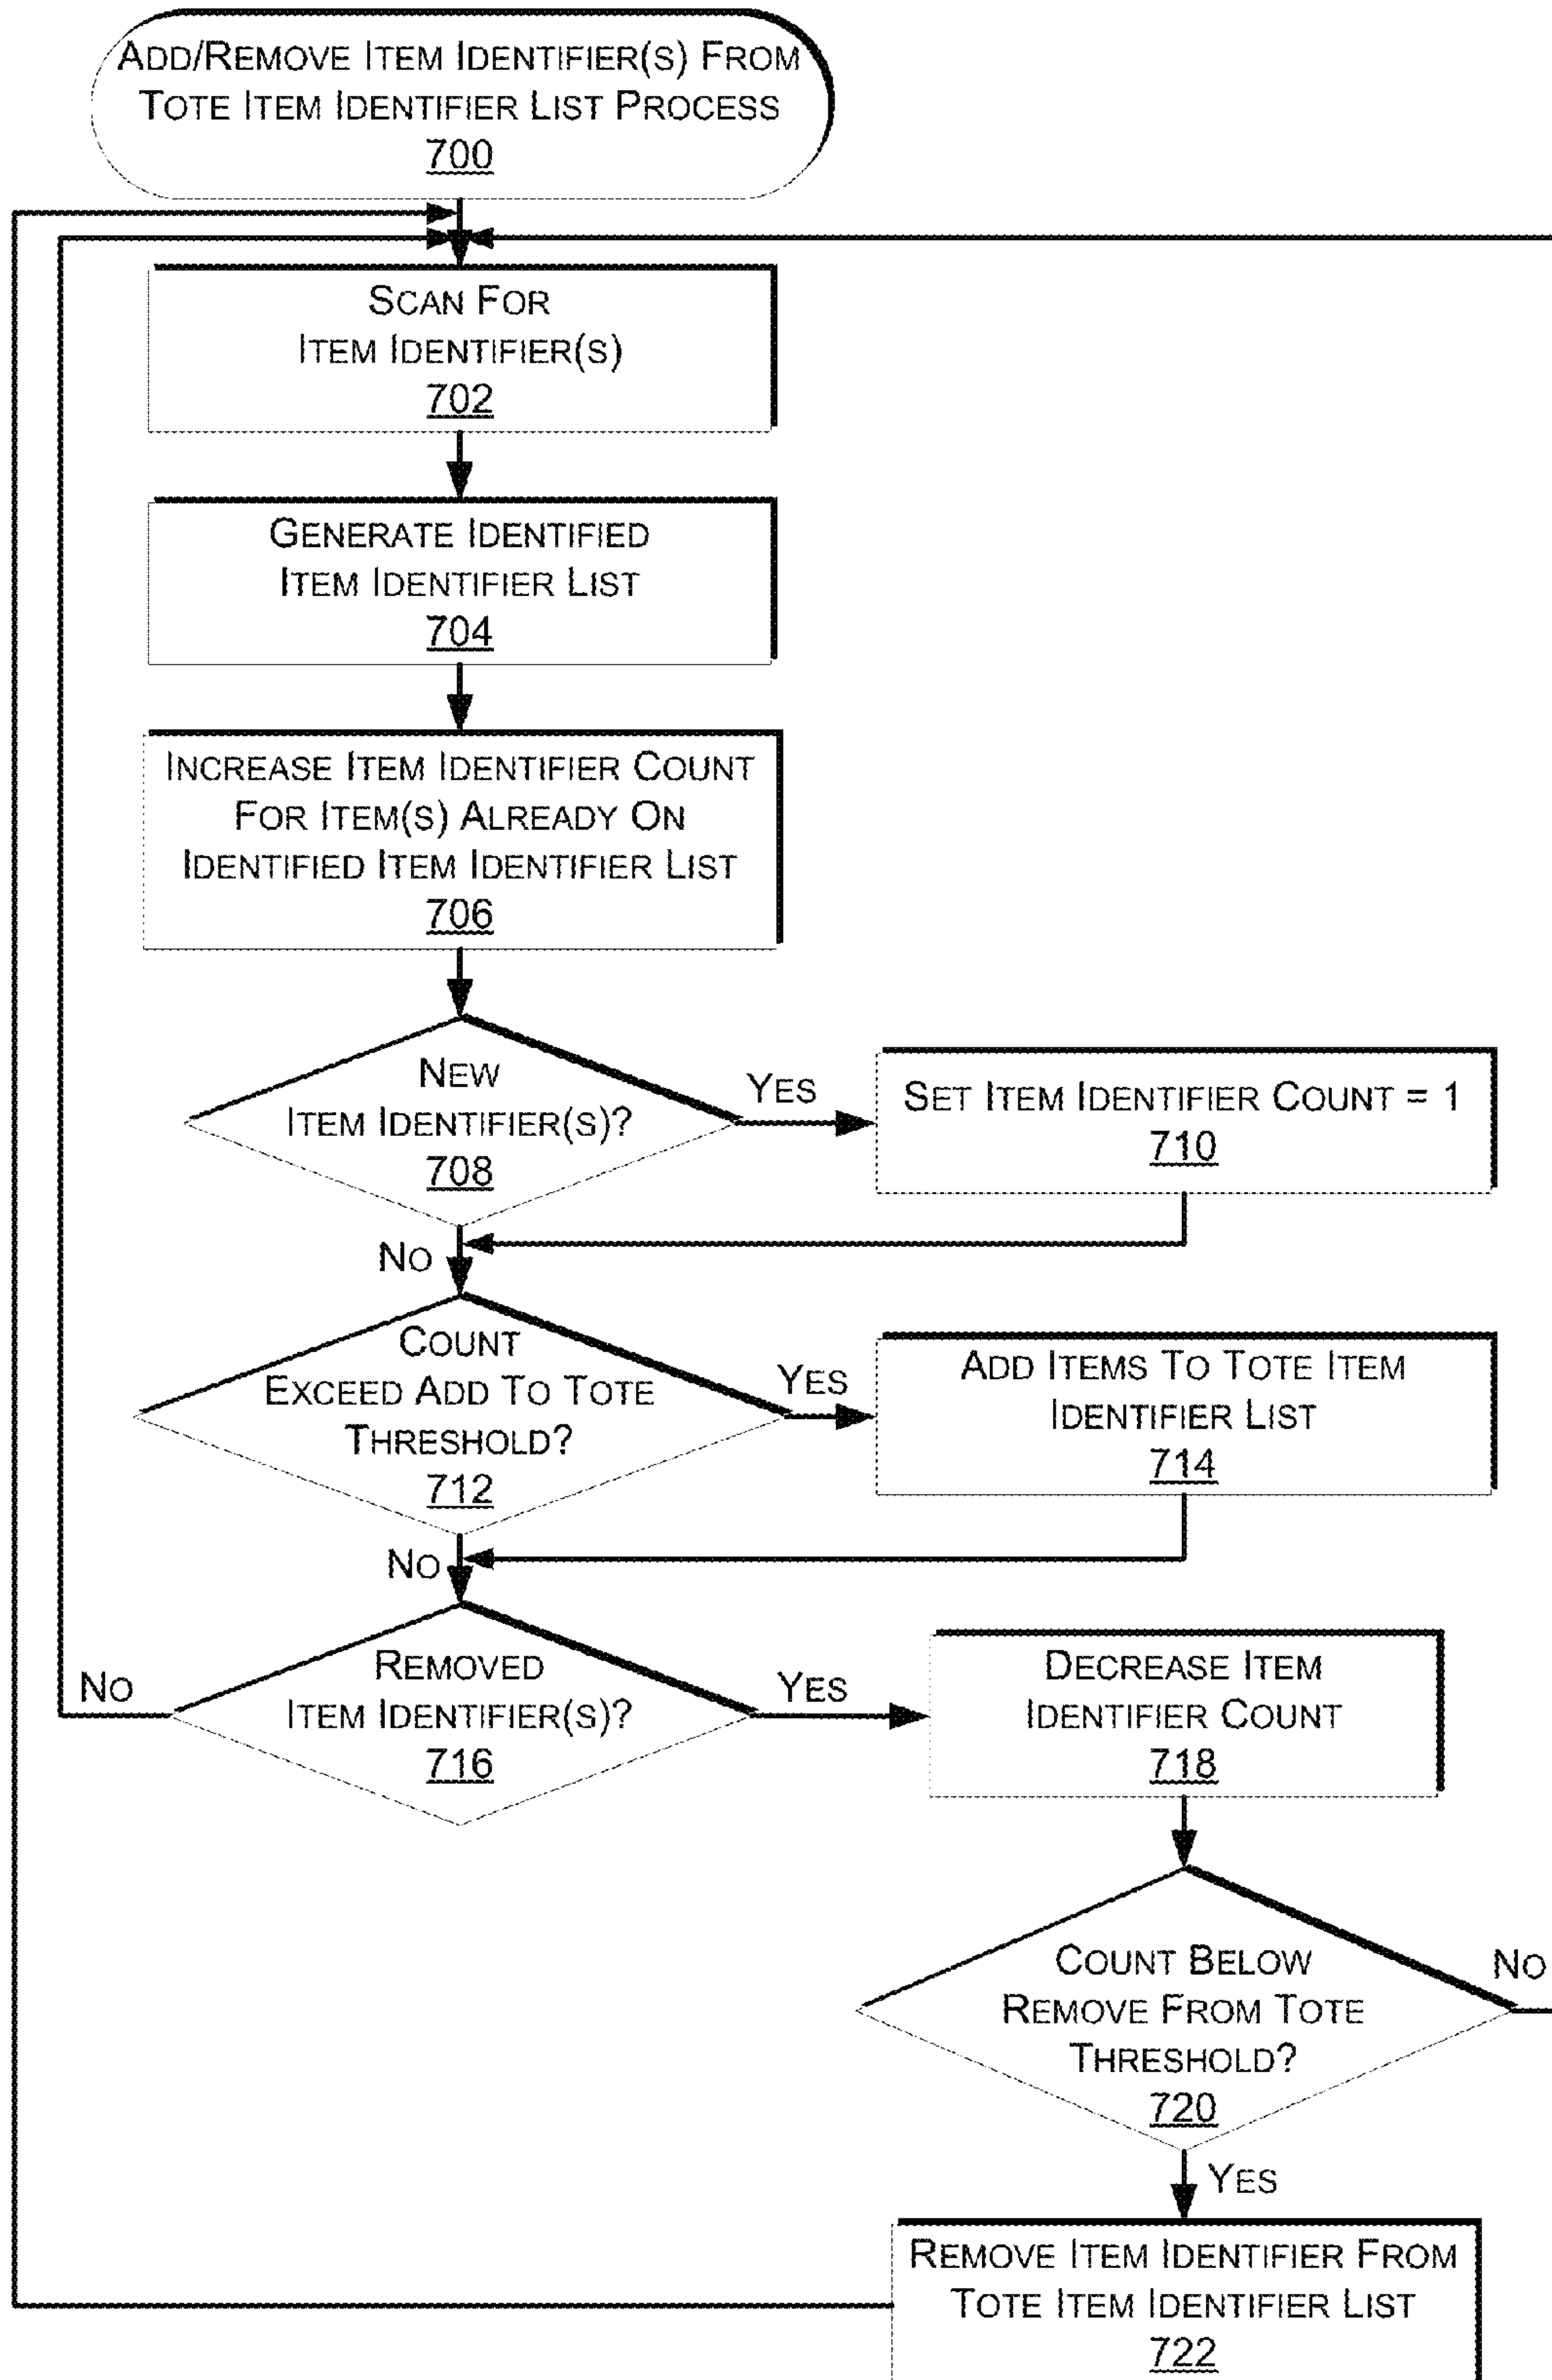 ADD/REMOVE ITEM IDENTIFIER(S) FROM
TOTE ITEM IDENTIFIER LIST PROCESS
700
SCAN FOR
ITEM IDENTIFIER(S)
702
GENERATE IDENTIFIED
ITEM IDENTIFIER LIST
704
INCREASE ITEM IDENTIFIER COUNT
FOR ITEM(S) ALREADY ON
IDENTIFIED ITEM IDENTIFIER LIST
706
NEW
ITEM IDENTIFIER(S)?
708
YES
SET ITEM IDENTIFIER COUNT = 1
710
NO
COUNT
EXCEED ADD TO TOTE
THRESHOLD?
712
YES
ADD ITEMS TO TOTE ITEM
IDENTIFIER LIST
714
NO
REMOVED
ITEM IDENTIFIER(S)?
716
NO
YES
DECREASE ITEM
IDENTIFIER COUNT
718
COUNT BELOW
REMOVE FROM TOTE
THRESHOLD?
720
NO
YES
REMOVE ITEM IDENTIFIER FROM
TOTE ITEM IDENTIFIER LIST
722